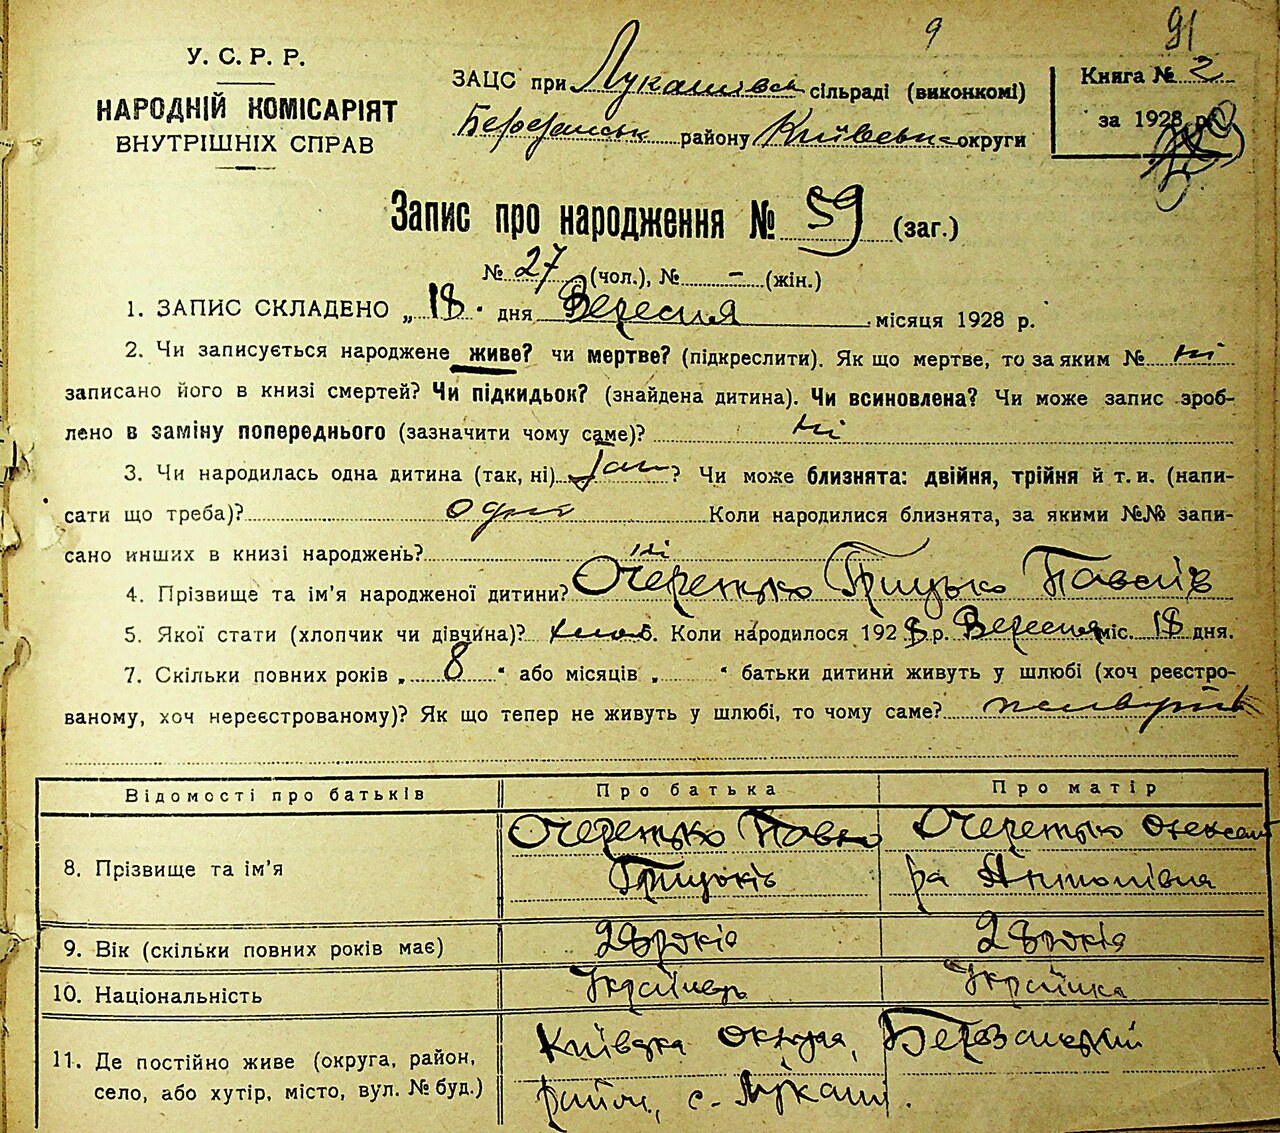 9 91
У. С. Р. Р.
НАРОДНІЙ КОМІСАРІЯТ
ВНУТРІШНІХ СПРАВ
ЗАЦС при Лукашівськ сільраді (виконкомі)
Березанськ району Київськ округи
Книга № 2
за 1928 р.
Запис про народження № 59 (заг.)
№ 27 (чол.), № - (жін.)
1. ЗАПИС СКЛАДЕНО „ 18 " дня Вересня місяця 1928 р.
2. Чи записується народжене живе? чи мертве? (підкреслити). Як що мертве, то за яким № ні
записано його в книзі смертей? Чи підкидьок? (знайдена дитина). Чи всиновлена? Чи може запис зроб-
лено в заміну попереднього (зазначити чому саме)? ні
3. Чи народилась одна дитина (так, ні) так ? Чи може близнята: двійня, трійня й т. и. (напи-
сати що треба)? одна Коли народилися близнята, за якими №№ запи-
сано инших в книзі народжень? ні
4. Прізвище та ім'я народженої дитини? Очеретько Грицько Павлів
5. Якої стати (хлопчик чи дівчина)? хлоп. Коли народилося 1928 р. Вересня міс. 18 дня.
7. Скільки повних років „ 8 " або місяців „ " батьки дитини живуть у шлюбі (хоч реєстро-
ваному, хоч нереєстрованому)? Як що тепер не живуть у шлюбі, то чому саме?
Відомості про батьків Про батька Про матір
8. Прізвище та ім'я Очеретько Павло Грицьків Очеретько Олександра Антонівна
9. Вік (скільки повних років має) 28 років 28 років
10. Національність Українець Українка
11. Де постійно живе (округа, район, Київська округа, Березанський
село, або хутір, місто, вул. № буд.) район, с. Лукаші.